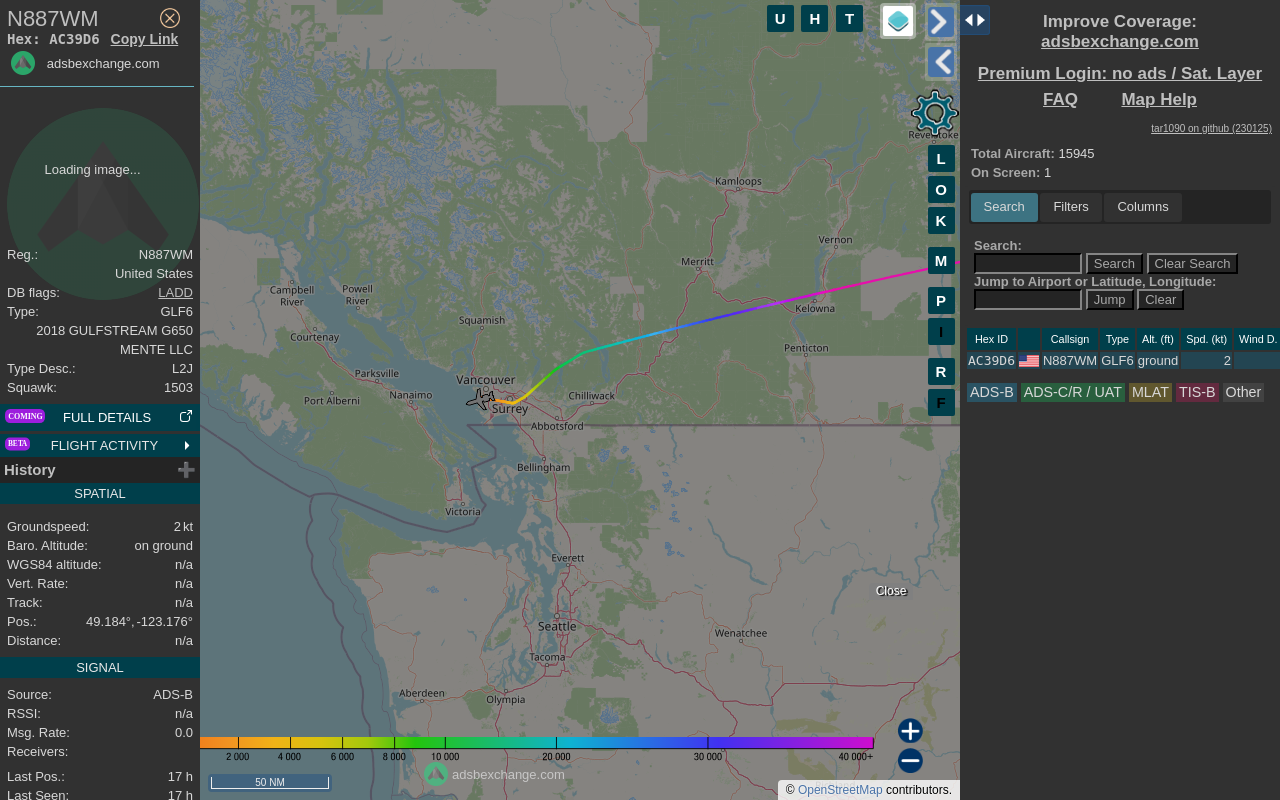 N887WM
Hex: AC39D6 Copy Link
adsbexchange.com
Loading image...
Reg.: N887WM
United States
DB flags: LADD
Type: GLF6
2018 GULFSTREAM G650
MENTE LLC
Type Desc.: L2J
Squawk: 1503
COMING FULL DETAILS
BETA FLIGHT ACTIVITY
History
SPATIAL
Groundspeed: 2 kt
Baro. Altitude: on ground
WGS84 altitude: n/a
Vert. Rate: n/a
Track: n/a
Pos.: 49.184°, -123.176°
Distance: n/a
SIGNAL
Source: ADS-B
RSSI: n/a
Msg. Rate: 0.0
Receivers:
Last Pos.: 17 h
Last Seen: 17 h
U H T
L
O
K
M
P
I
R
F
Revelstoke
Kamloops
Vernon
Merritt
Kelowna
Campbell
River
Powell
River
Squamish
Courtenay
Penticton
Parksville
Vancouver
Port Alberni
Nanaimo
Surrey
Chilliwack
Abbotsford
Bellingham
Victoria
Everett
Close
Seattle
Wenatchee
Tacoma
Aberdeen
Olympia
2 000 4 000 6 000 8 000 10 000 20 000 30 000 40 000+
50 NM
adsbexchange.com
© OpenStreetMap contributors.
Improve Coverage:
adsbexchange.com
Premium Login: no ads / Sat. Layer
FAQ Map Help
tar1090 on github (230125)
Total Aircraft: 15945
On Screen: 1
Search Filters Columns
Search:
Search Clear Search
Jump to Airport or Latitude, Longitude:
Jump Clear
Hex ID Callsign Type Alt. (ft) Spd. (kt) Wind D.
AC39D6 N887WM GLF6 ground 2
ADS-B ADS-C/R / UAT MLAT TIS-B Other